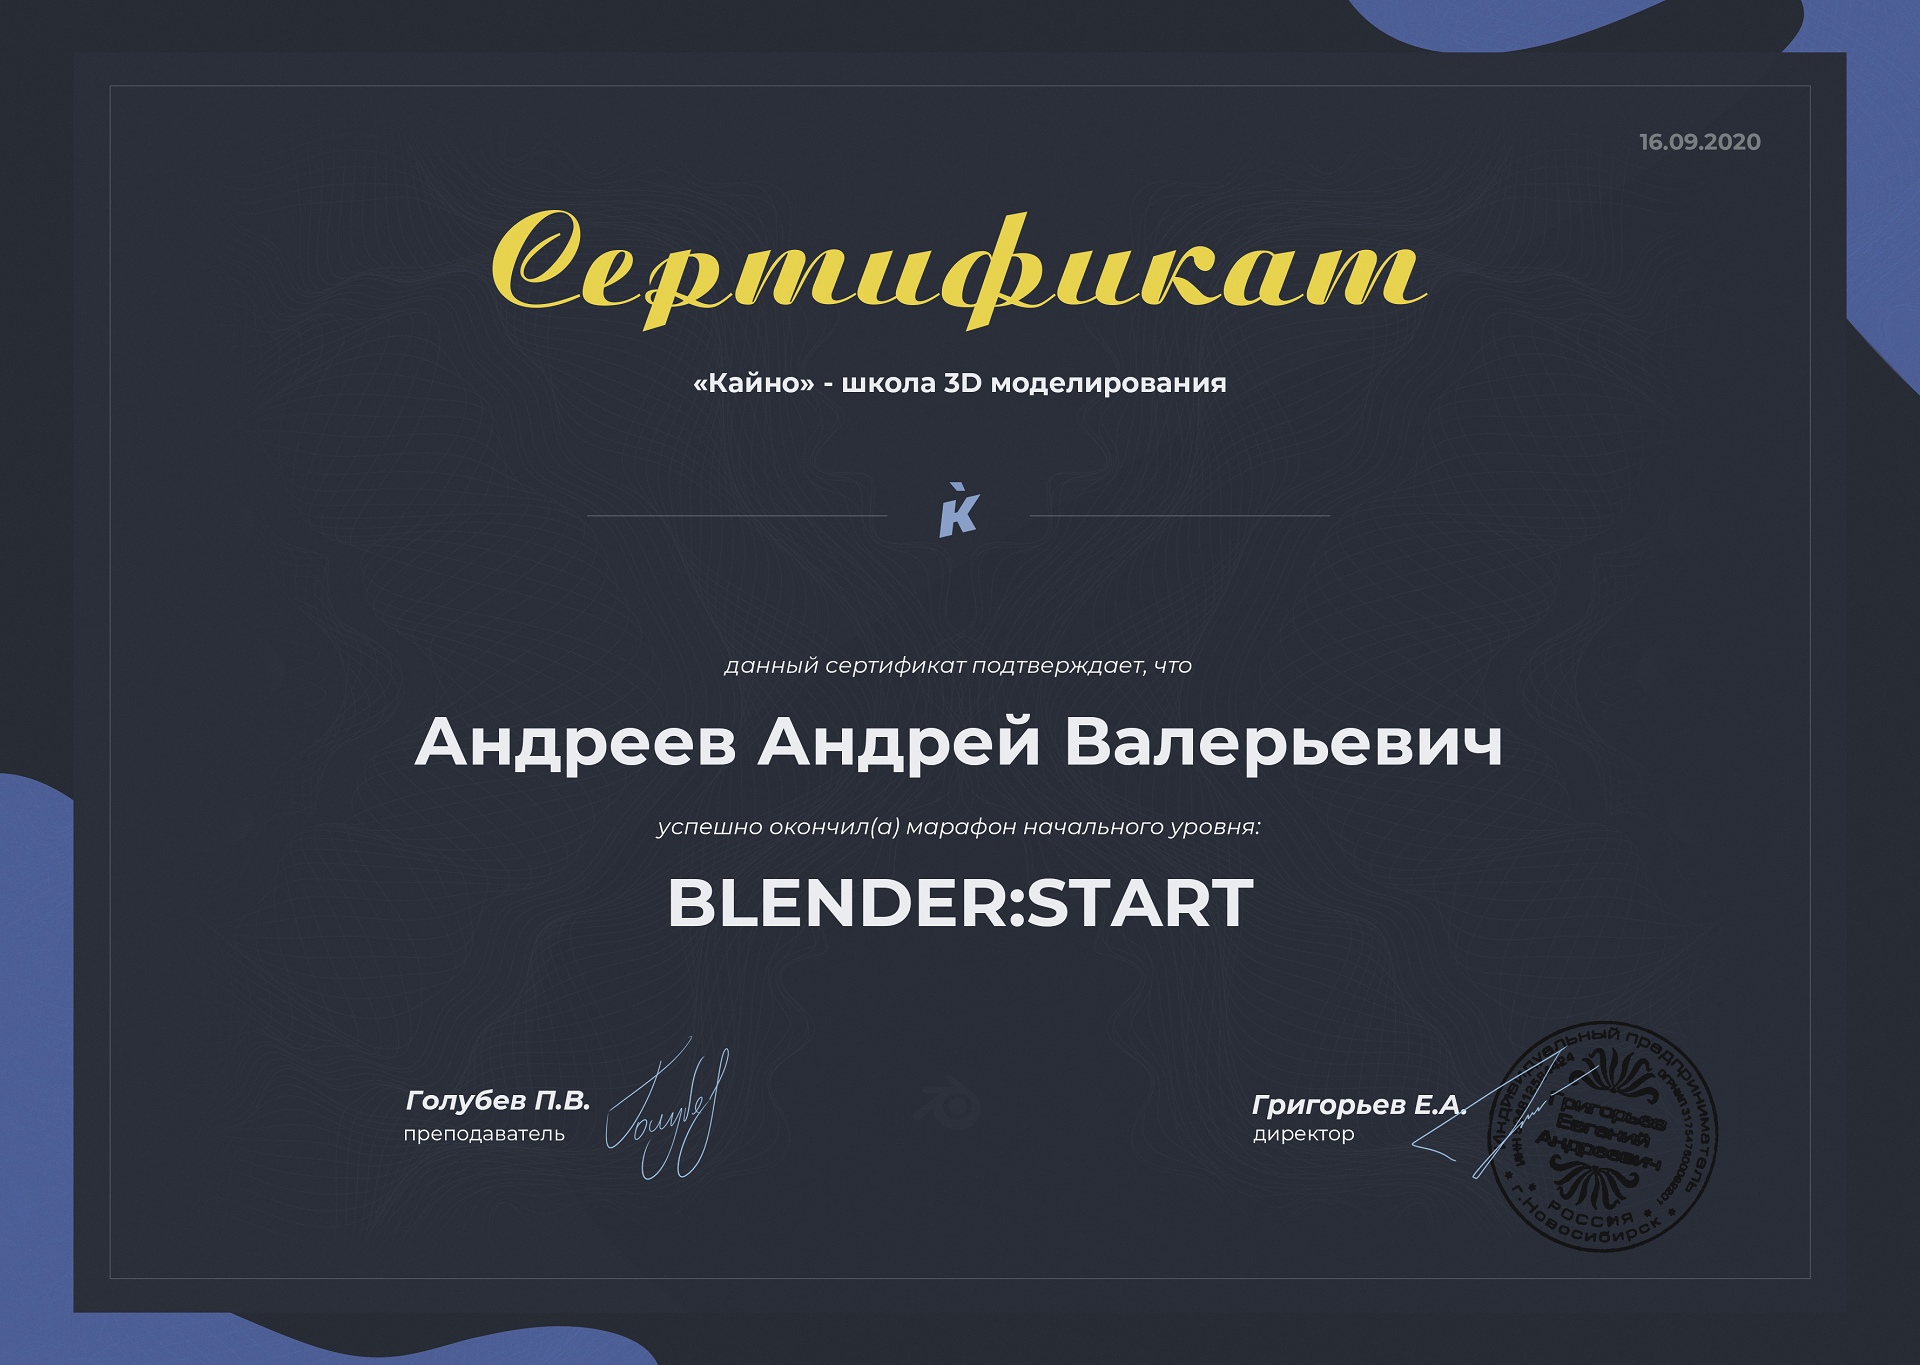 16.09.2020
Сертификат
«Кайно» - школа 3D моделирования
данный сертификат подтверждает, что
Андреев Андрей Валерьевич
успешно окончил(а) марафон начального уровня:
BLENDER:START
Голубев П.В.
преподаватель
Григорьев Е.А.
директор
Индивидуальный предприниматель
Григорьев
Евгений
Андреевич
РОССИЯ
г.Новосибирск